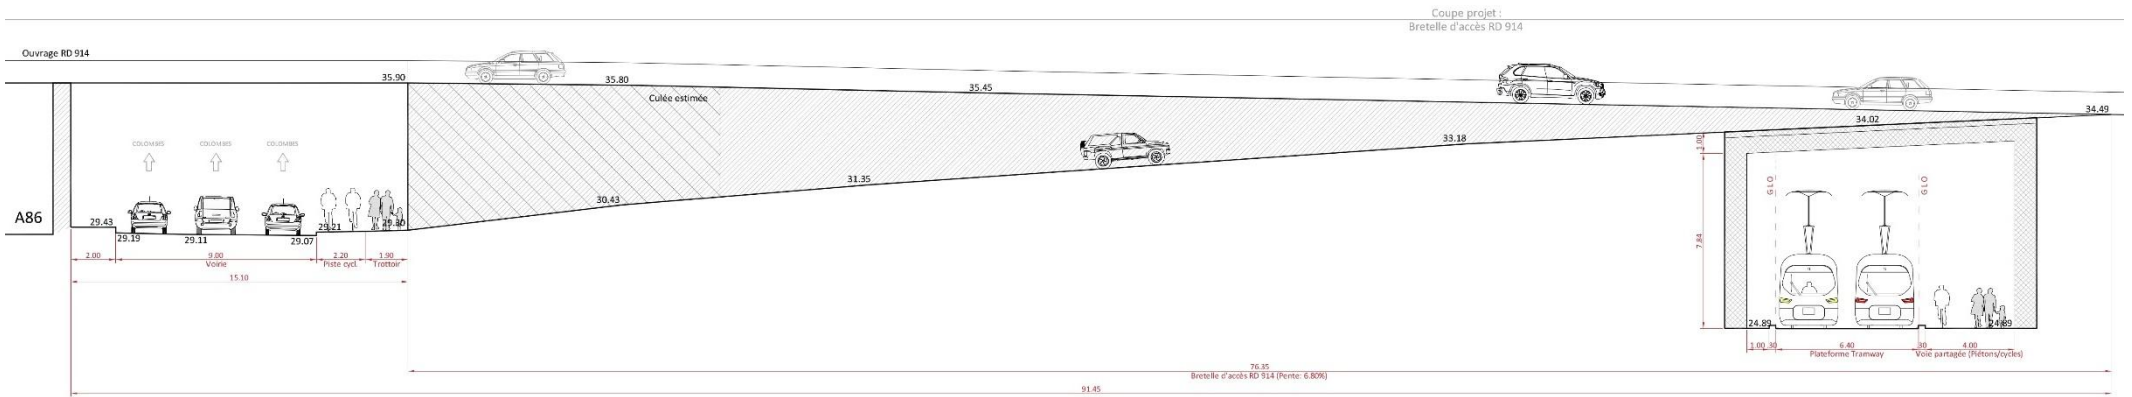 Coupe projet :
Bretelle d'accès RD 914
Ouvrage RD 914
35.90
35.80
35.45
34.49
Culée estimée
34.02
33.18
1.00
COLOMBES
COLOMBES
COLOMBES
31.35
30.43
GLO
GLO
A86
29.43
29.19
29.11
29.07
29.21
29.30
7.84
2.00
9.00
2.20
1.90
Voirie
Piste cycl.
Trottoir
15.10
24.89
24.89
1.00
.30
6.40
.30
4.00
Plateforme Tramway
Voie partagée (Piétons/cycles)
76.35
Bretelle d'accès RD 914 (Pente: 6.80%)
91.45